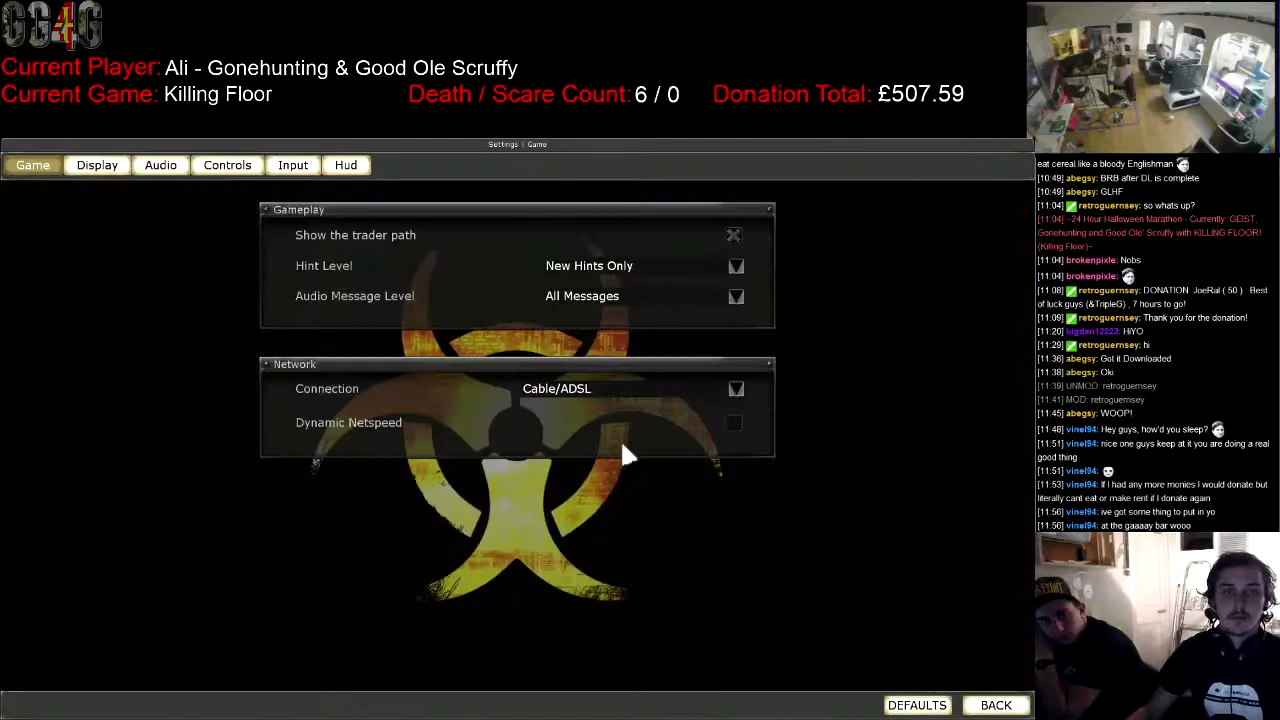 GG4G
Current Player: Ali - Gonehunting & Good Ole Scruffy
Current Game: Killing Floor
Death / Scare Count: 6 / 0
Donation Total: £507.59
Settings | Game
Game
Display
Audio
Controls
Input
Hud
Gameplay
Show the trader path
Hint Level
New Hints Only
Audio Message Level
All Messages
Network
Connection
Cable/ADSL
Dynamic Netspeed
DEFAULTS
BACK
eat cereal like a bloody Englishman
[10:49] abegsy: BRB after DL is complete
[10:49] abegsy: GLHF
[11:04] retroguernsey: so whats up?
[11:04] ~24 Hour Halloween Marathon - Currently: GEIST,
Gonehunting and Good Ole' Scruffy with KILLING FLOOR!
(Killing Floor)~
[11:04] brokenpixle: Nobs
[11:04] brokenpixle:
[11:08] retroguernsey: DONATION JoeRal ( 50 ) Best
of luck guys (&TripleG) , 7 hours to go!
[11:09] retroguernsey: Thank you for the donation!
[11:20] bigdan12222: HiYO
[11:29] retroguernsey: hi
[11:36] abegsy: Got it Downloaded
[11:38] abegsy: Oki
[11:39] UNMOD: retroguernsey
[11:41] MOD: retroguernsey
[11:45] abegsy: WOOP!
[11:48] vinel94: Hey guys, how'd you sleep?
[11:51] vinel94: nice one guys keep at it you are doing a real
good thing
[11:51] vinel94:
[11:53] vinel94: If I had any more monies I would donate but
literally cant eat or make rent if I donate again
[11:56] vinel94: ive got some thing to put in yo
[11:56] vinel94: at the gaaaay bar wooo